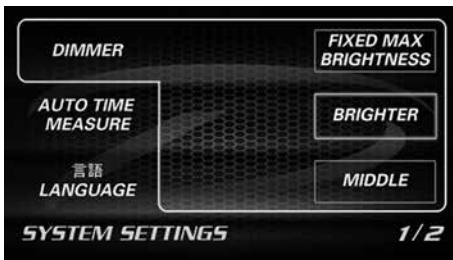 DIMMER
FIXED MAX
BRIGHTNESS
AUTO TIME
MEASURE
BRIGHTER
言語
LANGUAGE
MIDDLE
SYSTEM SETTINGS
1/2